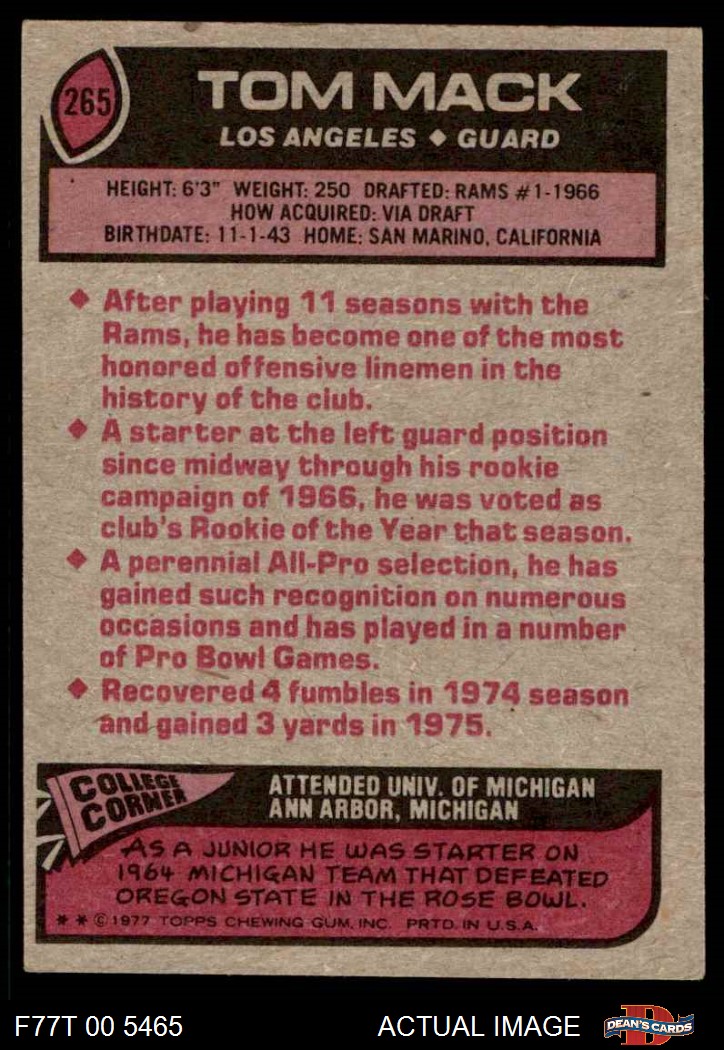 265
TOM MACK
LOS ANGELES ♦ GUARD
HEIGHT: 6'3" WEIGHT: 250 DRAFTED: RAMS #1-1966
HOW ACQUIRED: VIA DRAFT
BIRTHDATE: 11-1-43 HOME: SAN MARINO, CALIFORNIA
♦ After playing 11 seasons with the
Rams, he has become one of the most
honored offensive linemen in the
history of the club.
♦ A starter at the left guard position
since midway through his rookie
campaign of 1966, he was voted as
club's Rookie of the Year that season.
♦ A perennial All-Pro selection, he has
gained such recognition on numerous
occasions and has played in a number
of Pro Bowl Games.
♦ Recovered 4 fumbles in 1974 season
and gained 3 yards in 1975.
COLLEGE
CORNER
ATTENDED UNIV. OF MICHIGAN
ANN ARBOR, MICHIGAN
AS A JUNIOR HE WAS STARTER ON
1964 MICHIGAN TEAM THAT DEFEATED
OREGON STATE IN THE ROSE BOWL.
* * © 1977 TOPPS CHEWING GUM, INC. PRTD. IN U.S.A.
F77T 00 5465
ACTUAL IMAGE
D
DEAN'S CARDS